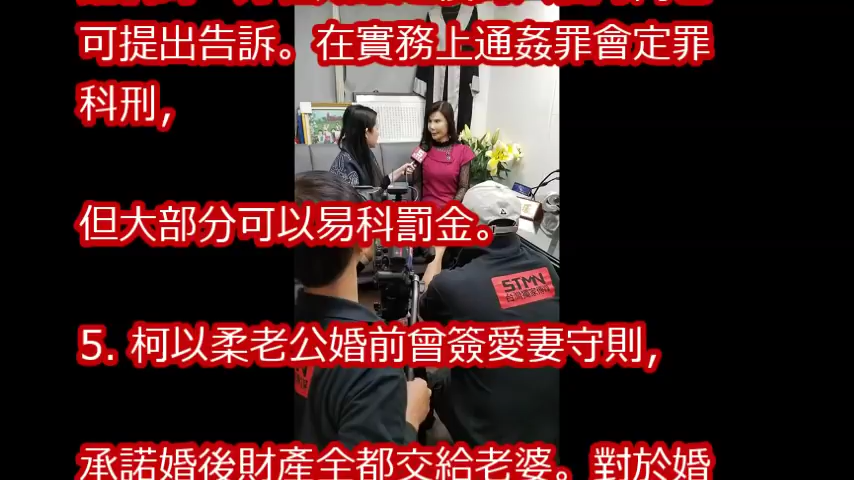 可提出告訴。在實務上通姦罪會定罪
科刑,
但大部分可以易科罰金。
STMN
5. 柯以柔老公婚前曾簽愛妻守則,
承諾婚後財產全都交給老婆。對於婚